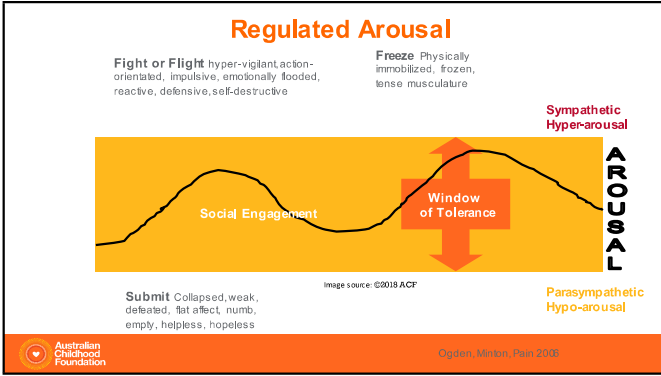 Regulated Arousal
Fight or Flight hyper-vigilant, action-
orientated, impulsive, emotionally flooded,
reactive, defensive, self-destructive
Freeze Physically
immobilized, frozen,
tense musculature
Sympathetic
Hyper-arousal
AROUSAL
Social Engagement
Window
of Tolerance
Image source: ©2018 ACF
Submit Collapsed, weak,
defeated, flat affect, numb,
empty, helpless, hopeless
Parasympathetic
Hypo-arousal
Australian
Childhood
Foundation
Ogden, Minton, Pain 2006